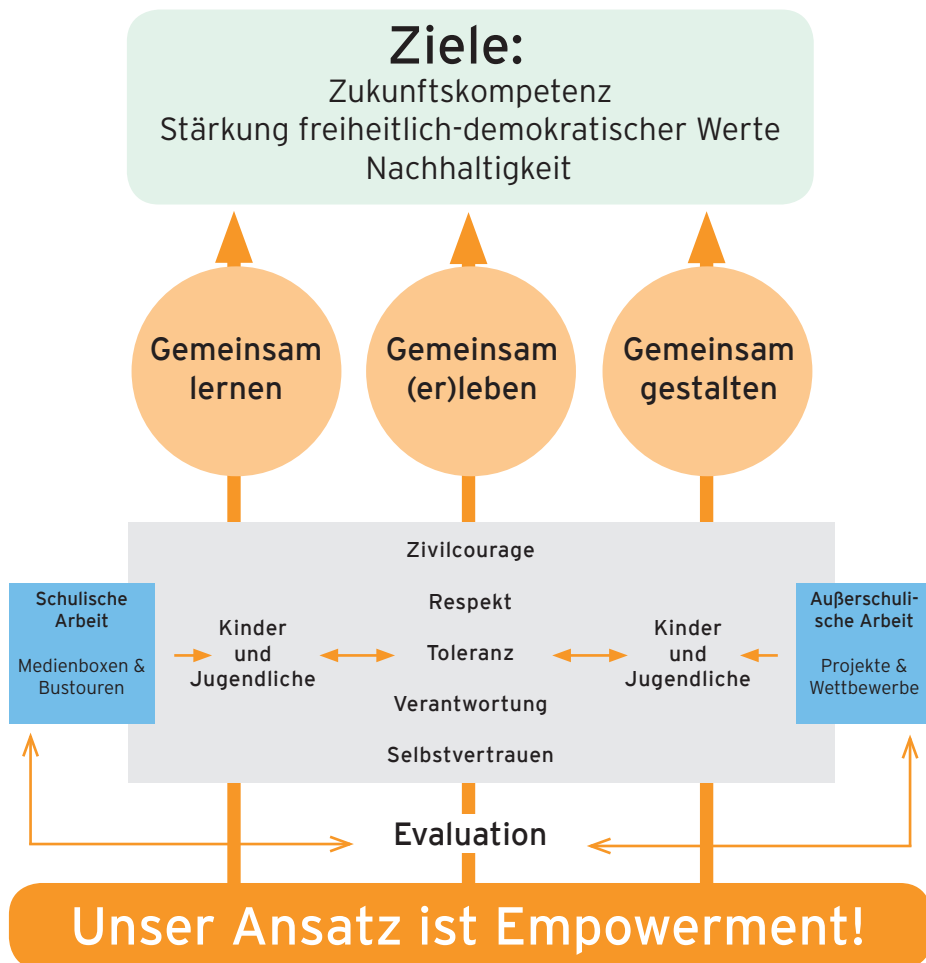 Ziele:
Zukunftskompetenz
Stärkung freiheitlich-demokratischer Werte
Nachhaltigkeit
Gemeinsam
lernen
Gemeinsam
(er)leben
Gemeinsam
gestalten
Schulische
Arbeit
Medienboxen &
Bustouren
Kinder
und
Jugendliche
Zivilcourage
Respekt
Toleranz
Verantwortung
Selbstvertrauen
Kinder
und
Jugendliche
Außerschuli-
sche Arbeit
Projekte &
Wettbewerbe
Evaluation
Unser Ansatz ist Empowerment!